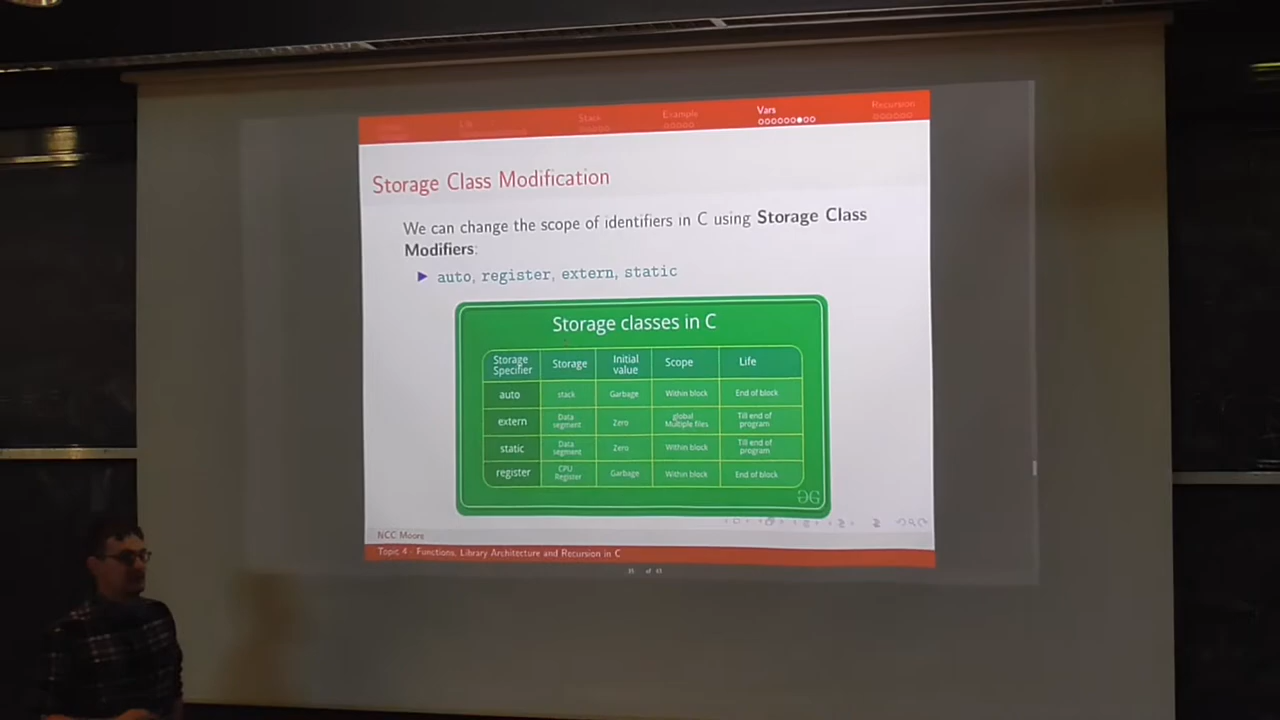 Stack
Example
Vars
Recursion
Storage Class Modification
We can change the scope of identifiers in C using Storage Class
Modifiers:
auto, register, extern, static
Storage classes in C
Storage Specifier Storage Initial value Scope Life
auto stack Garbage Within block End of block
extern Data segment Zero global Multiple files Till end of program
static Data segment Zero Within block Till end of program
register CPU Register Garbage Within block End of block
NCC Moore
Topic 4 : Functions, Library Architecture and Recursion in C